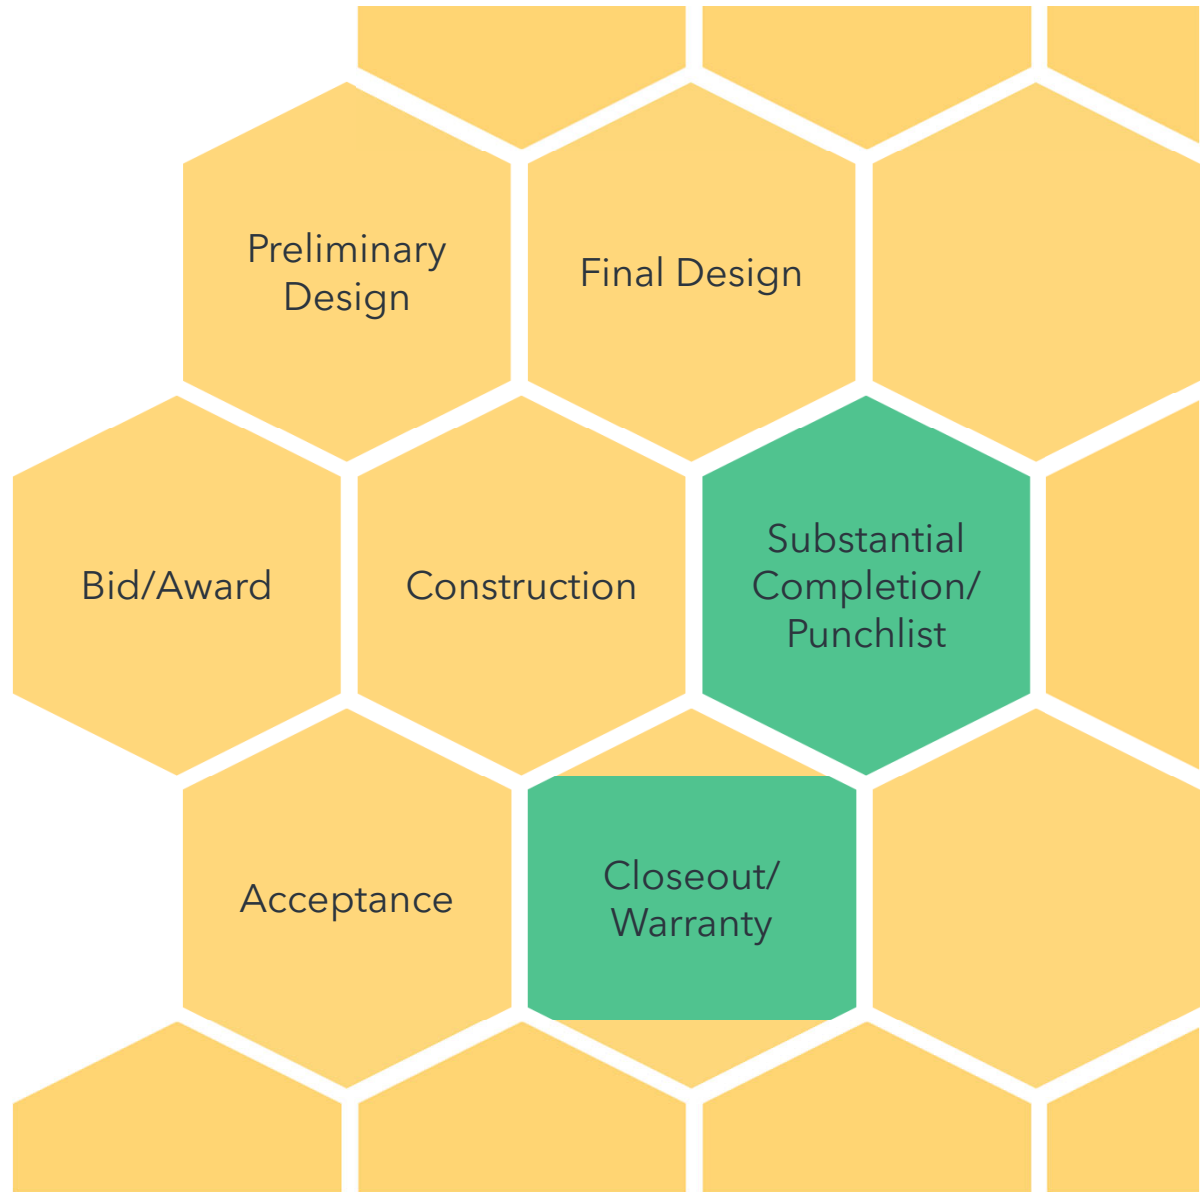 Preliminary
Design
Final Design
Bid/Award
Construction
Substantial
Completion/
Punchlist
Acceptance
Closeout/
Warranty